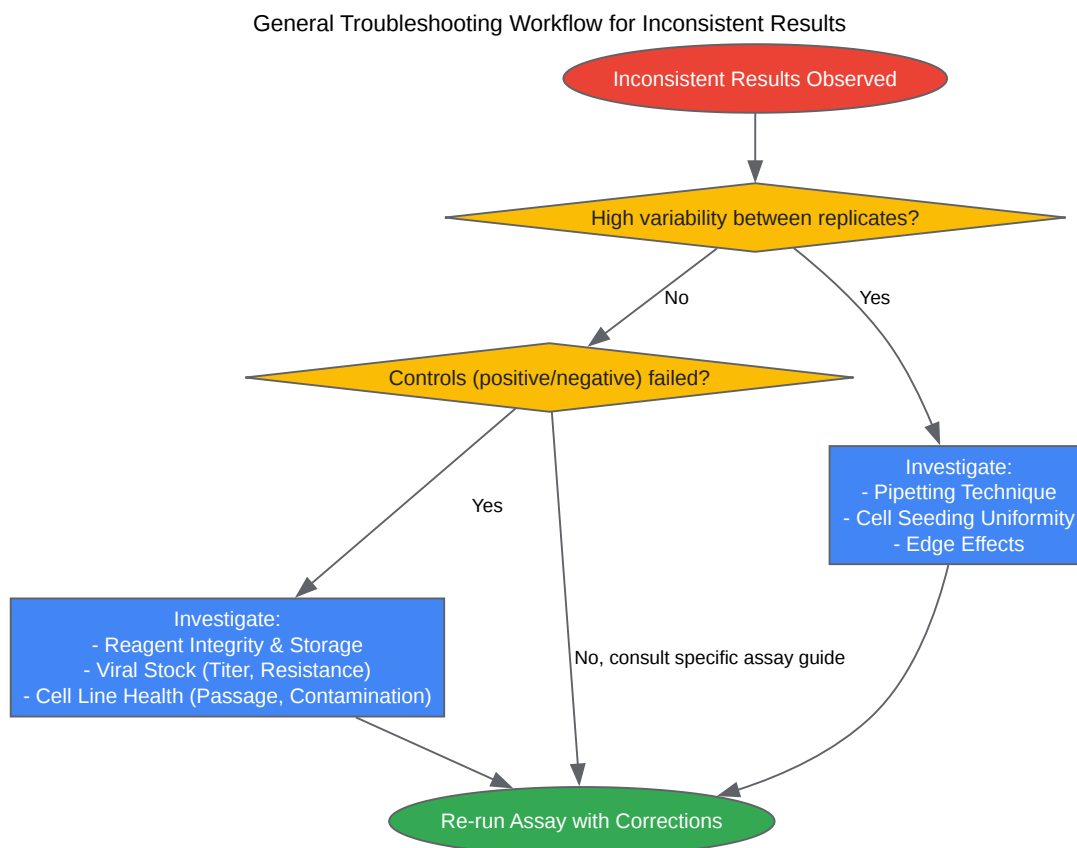 General Troubleshooting Workflow for Inconsistent Results
Inconsistent Results Observed
High variability between replicates?
No
Yes
Controls (positive/negative) failed?
Investigate:
- Pipetting Technique
- Cell Seeding Uniformity
- Edge Effects
Yes
Investigate:
- Reagent Integrity & Storage
- Viral Stock (Titer, Resistance)
- Cell Line Health (Passage, Contamination)
No, consult specific assay guide
Re-run Assay with Corrections